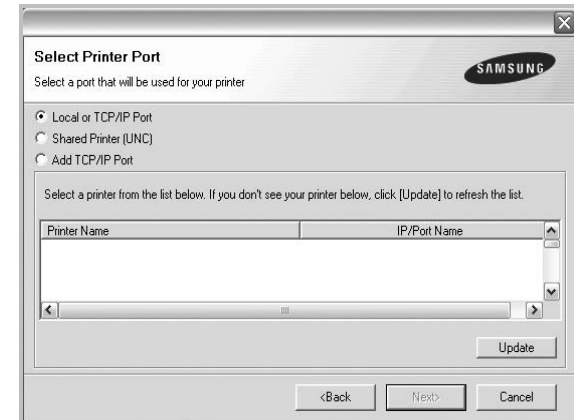 Select Printer Port
Select a port that will be used for your printer
SAMSUNG
Local or TCP/IP Port
Shared Printer (UNC)
Add TCP/IP Port
Select a printer from the list below. If you don't see your printer below, click [Update] to refresh the list.
Printer Name IP/Port Name
Update
<Back Next> Cancel